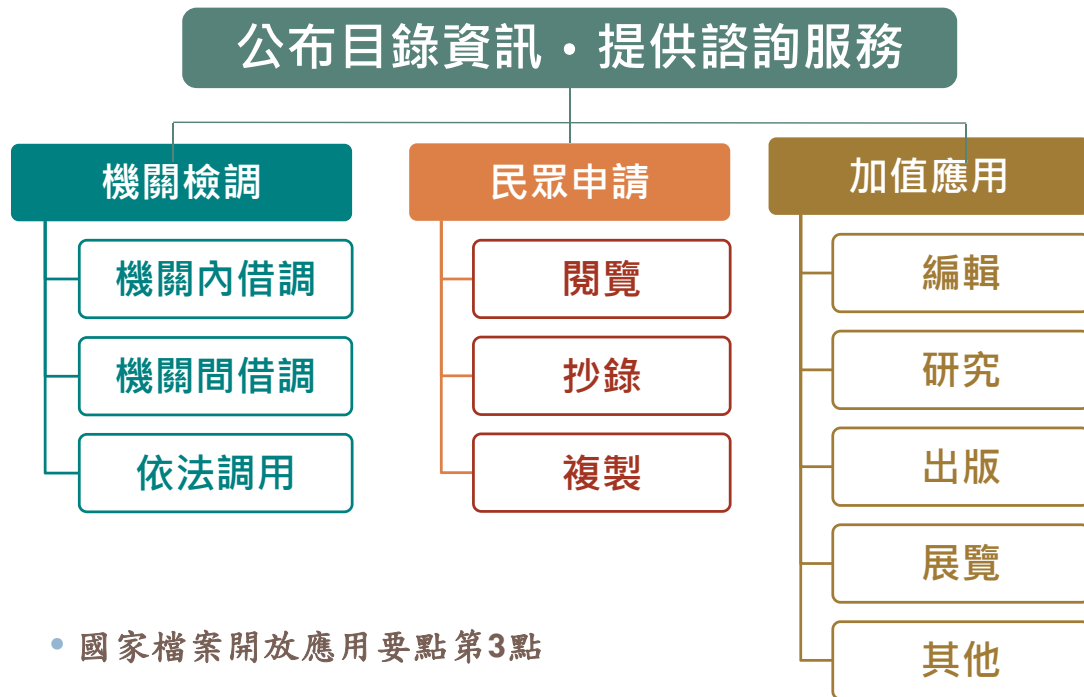 公布目錄資訊・提供諮詢服務
機關檢調
機關內借調
機關間借調
依法調用
民眾申請
閱覽
抄錄
複製
加值應用
編輯
研究
出版
展覽
其他
• 國家檔案開放應用要點第3點